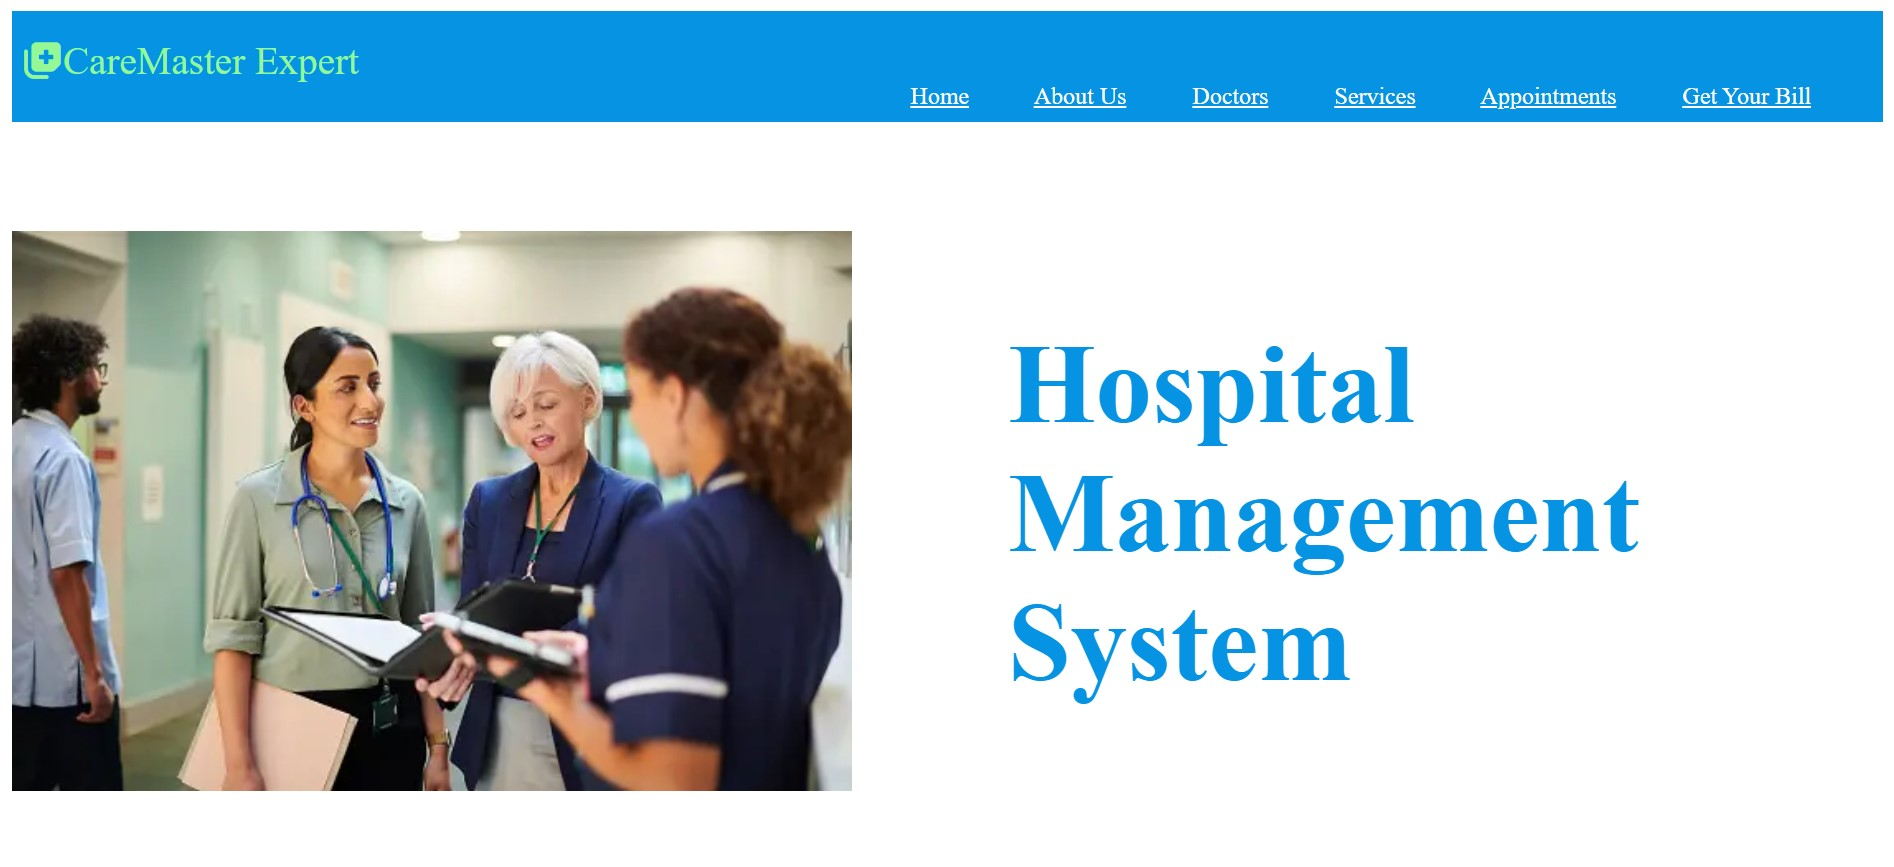 CareMaster Expert
Home About Us Doctors Services Appointments Get Your Bill
Hospital
Management
System